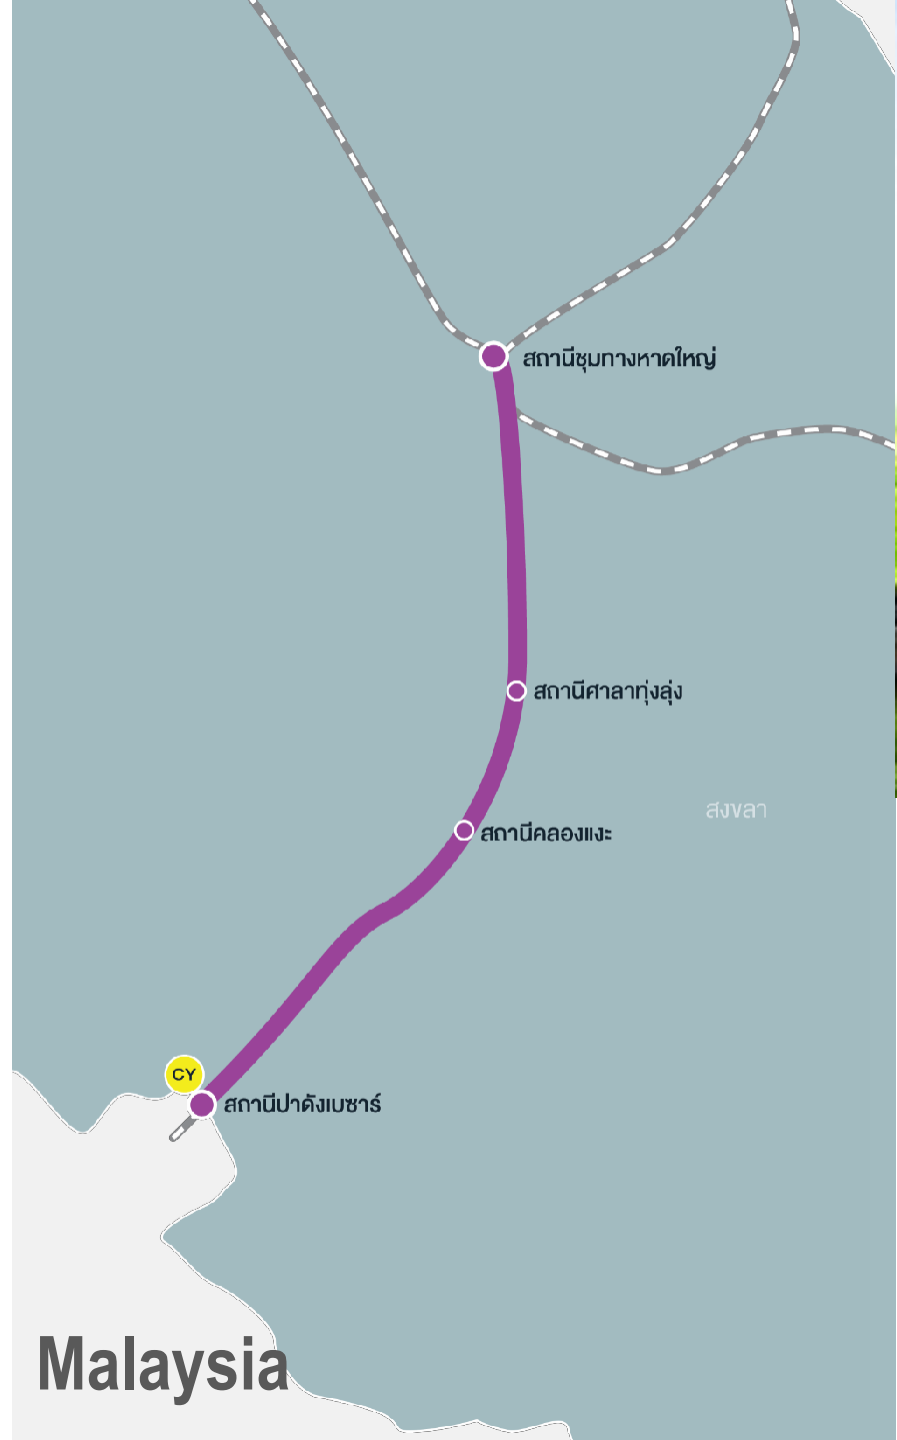 สถานีชุมทางหาดใหญ่
สถานีศาลาทุ่งลุ่ง
สงขลา
สถานีคลองแงะ
CY
สถานีปาดังเบซาร์
Malaysia